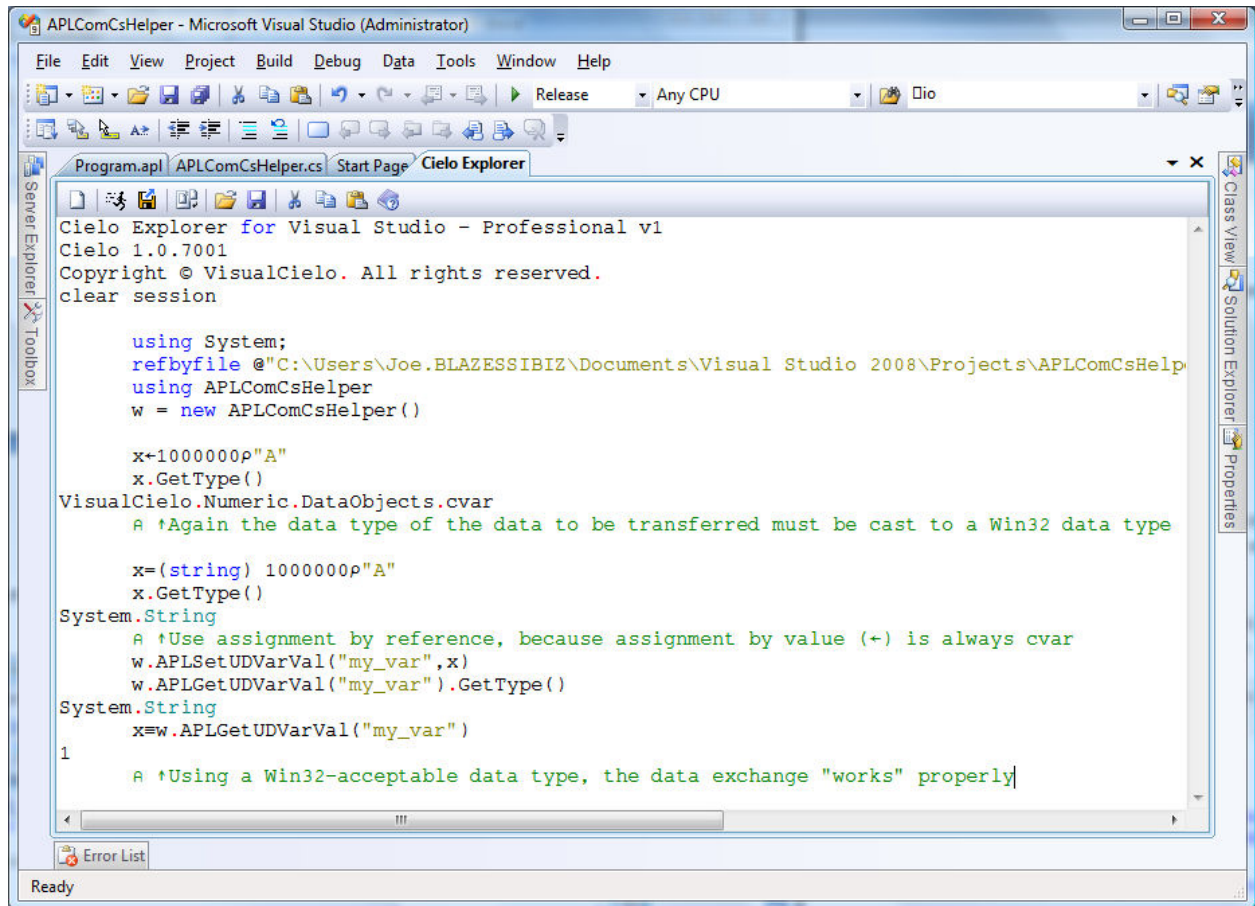 APLComCsHelper - Microsoft Visual Studio (Administrator)
File Edit View Project Build Debug Data Tools Window Help
Release Any CPU ⎕io
Program.apl APLComCsHelper.cs Start Page Cielo Explorer
Server Explorer
Toolbox
Class View
Solution Explorer
Properties
Cielo Explorer for Visual Studio - Professional v1
Cielo 1.0.7001
Copyright © VisualCielo. All rights reserved.
clear session
using System;
refbyfile @"C:\Users\Joe.BLAZESSIBIZ\Documents\Visual Studio 2008\Projects\APLComCsHelp
using APLComCsHelper
w = new APLComCsHelper()
x←1000000⍴"A"
x.GetType()
VisualCielo.Numeric.DataObjects.cvar
⍝ ↑Again the data type of the data to be transferred must be cast to a Win32 data type
x=(string) 1000000⍴"A"
x.GetType()
System.String
⍝ ↑Use assignment by reference, because assignment by value (←) is always cvar
w.APLSetUDVarVal("my_var",x)
w.APLGetUDVarVal("my_var").GetType()
System.String
x≡w.APLGetUDVarVal("my_var")
1
⍝ ↑Using a Win32-acceptable data type, the data exchange "works" properly
Error List
Ready